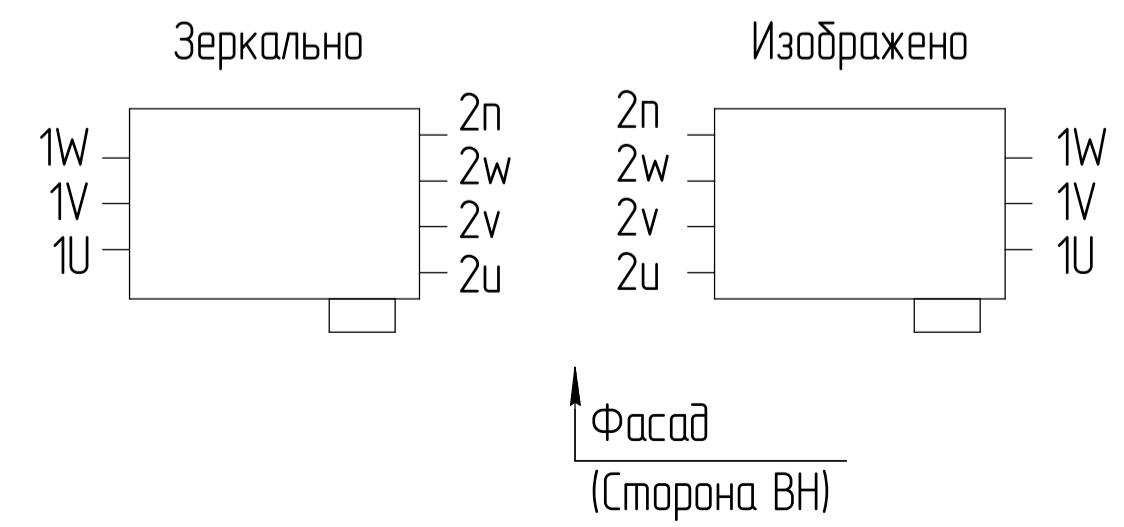 Зеркально
1W
1V
1U
2n
2w
2v
2u
Изображено
2n
2w
2v
2u
1W
1V
1U
Фасад
(Сторона ВН)